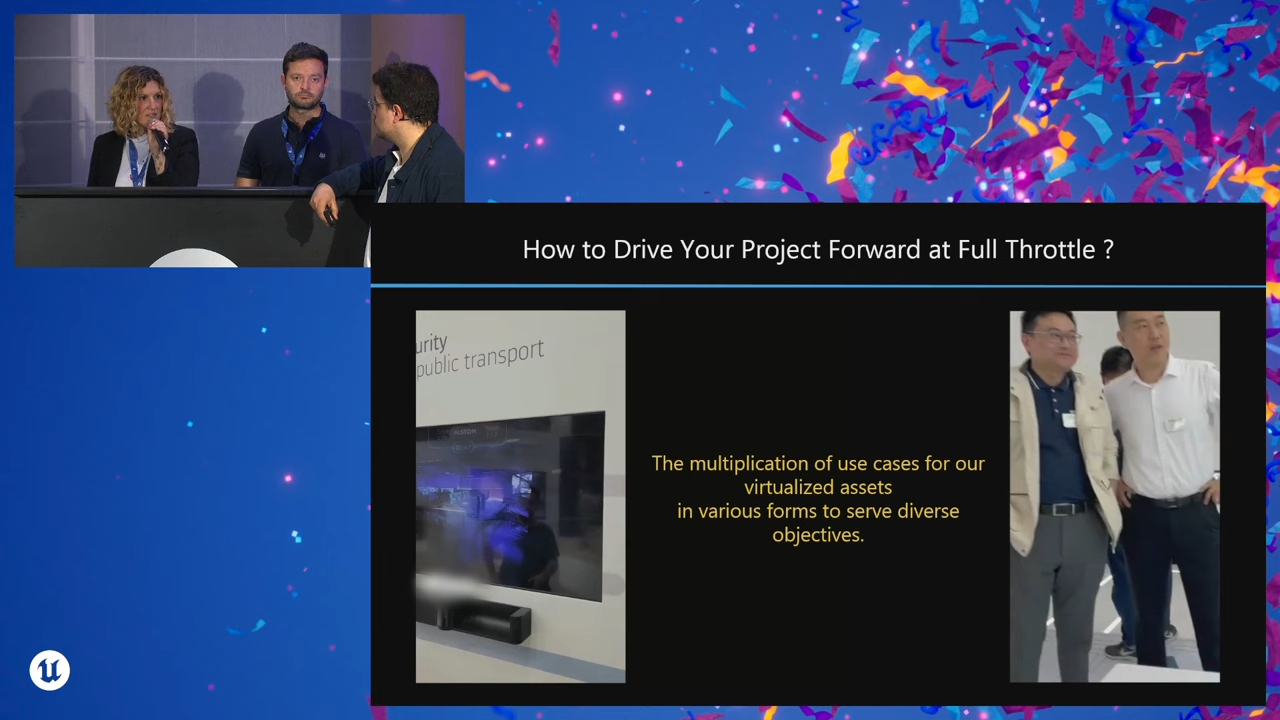 How to Drive Your Project Forward at Full Throttle ?
urity
public transport
ALSTOM
The multiplication of use cases for our
virtualized assets
in various forms to serve diverse
objectives.